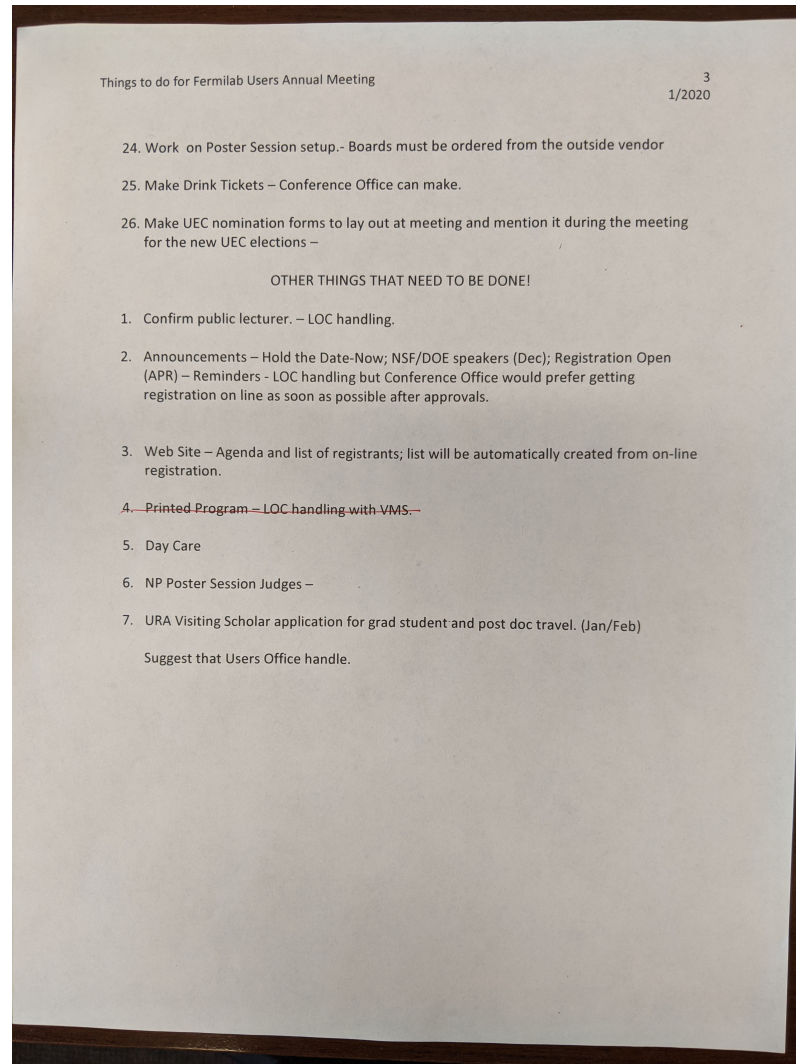 Things to do for Fermilab Users Annual Meeting
3
1/2020
24. Work on Poster Session setup.- Boards must be ordered from the outside vendor
25. Make Drink Tickets – Conference Office can make.
26. Make UEC nomination forms to lay out at meeting and mention it during the meeting
for the new UEC elections –
OTHER THINGS THAT NEED TO BE DONE!
1. Confirm public lecturer. – LOC handling.
2. Announcements – Hold the Date-Now; NSF/DOE speakers (Dec); Registration Open
(APR) – Reminders - LOC handling but Conference Office would prefer getting
registration on line as soon as possible after approvals.
3. Web Site – Agenda and list of registrants; list will be automatically created from on-line
registration.
4. Printed Program – LOC handling with VMS.
5. Day Care
6. NP Poster Session Judges –
7. URA Visiting Scholar application for grad student and post doc travel. (Jan/Feb)
Suggest that Users Office handle.